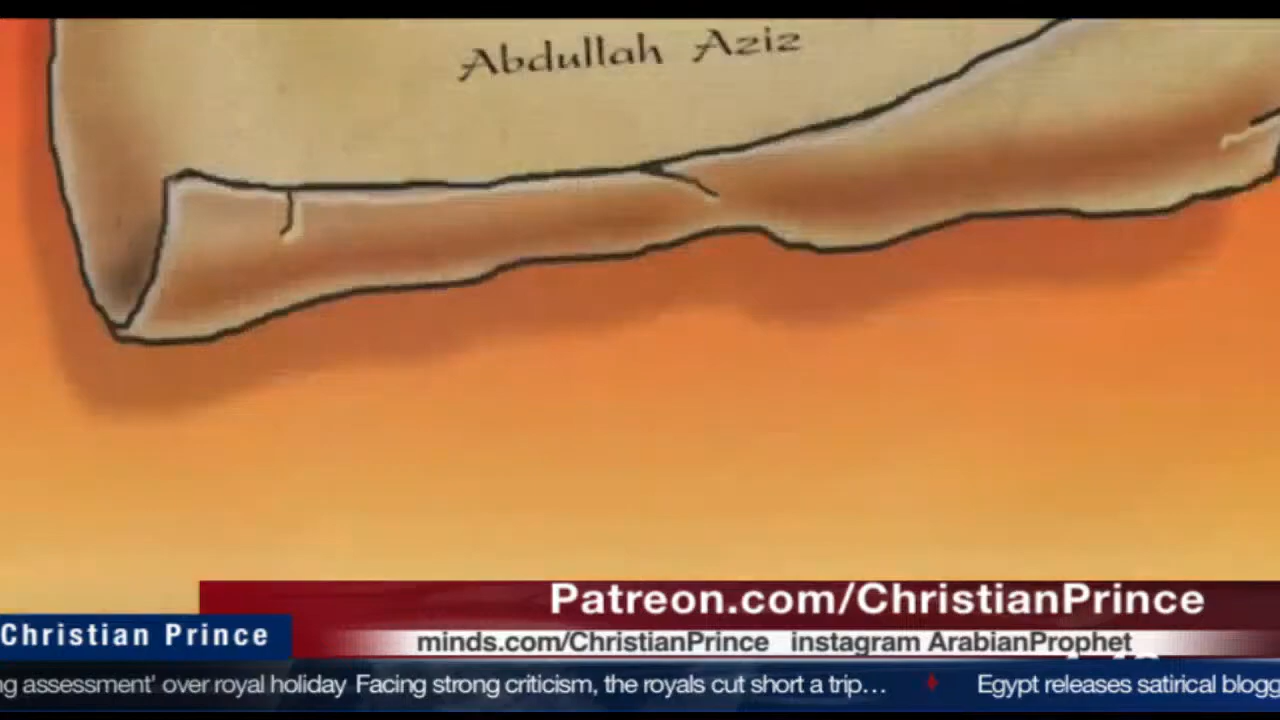 Abdullah Aziz
Patreon.com/ChristianPrince
Christian Prince
minds.com/ChristianPrince instagram ArabianProphet
ng assessment' over royal holiday Facing strong criticism, the royals cut short a trip... ♦ Egypt releases satirical blogg